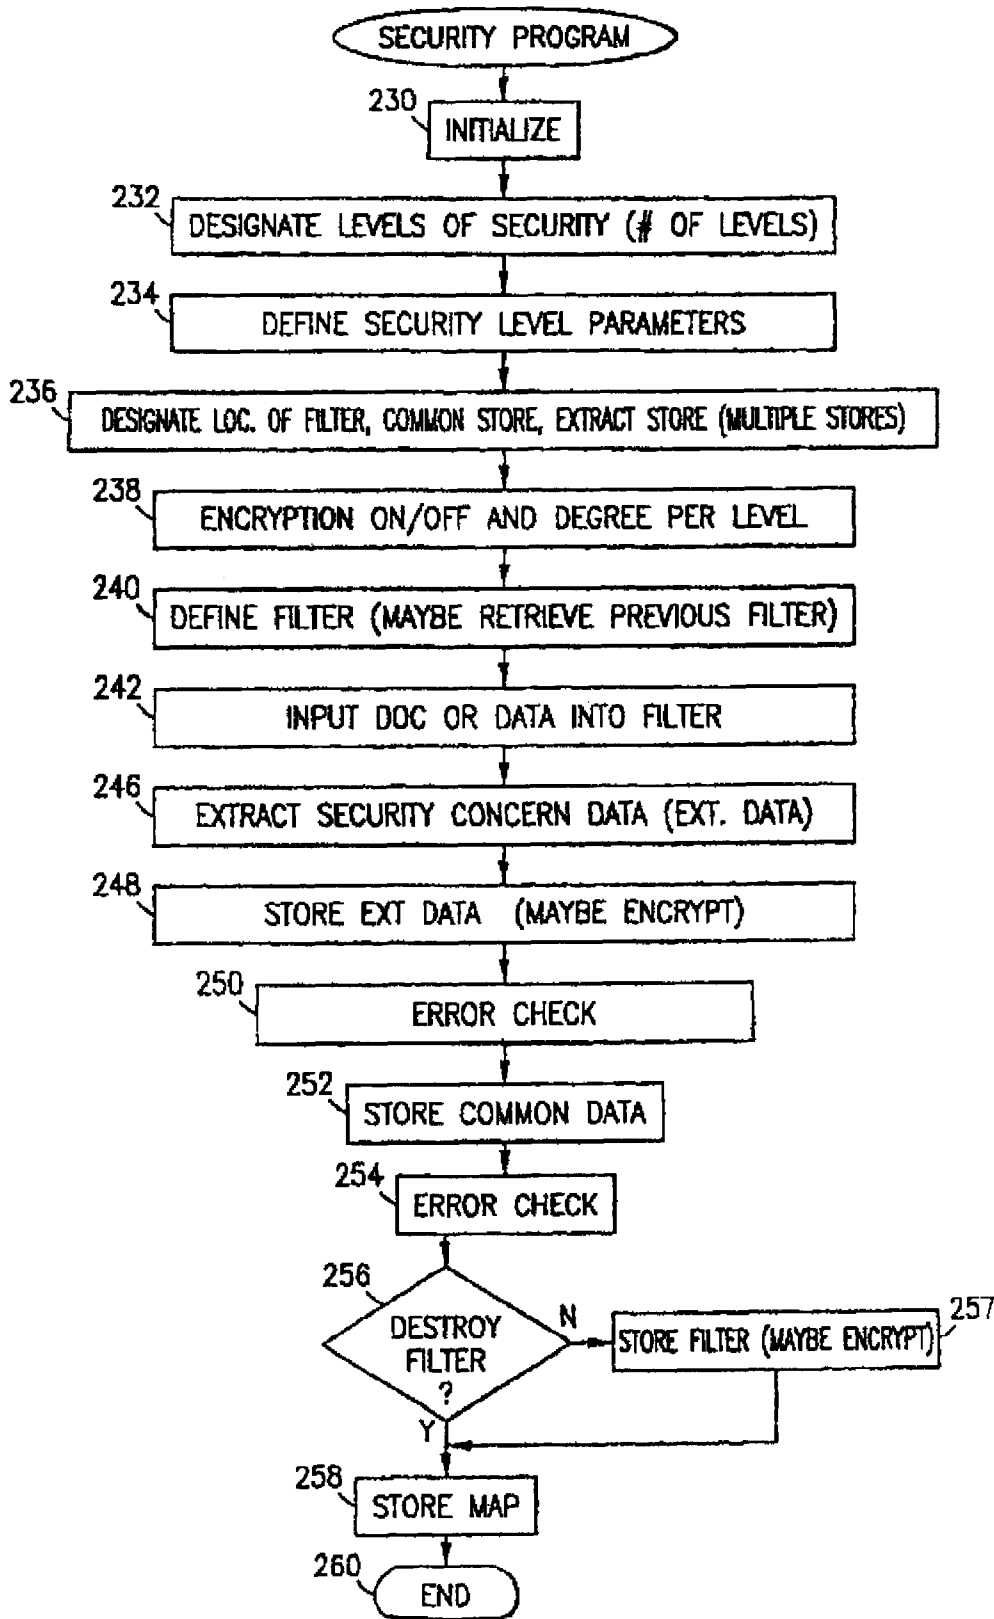 SECURITY PROGRAM
230
INITIALIZE
232
DESIGNATE LEVELS OF SECURITY (# OF LEVELS)
234
DEFINE SECURITY LEVEL PARAMETERS
236
DESIGNATE LOC. OF FILTER, COMMON STORE, EXTRACT STORE (MULTIPLE STORES)
238
ENCRYPTION ON/OFF AND DEGREE PER LEVEL
240
DEFINE FILTER (MAYBE RETRIEVE PREVIOUS FILTER)
242
INPUT DOC OR DATA INTO FILTER
246
EXTRACT SECURITY CONCERN DATA (EXT. DATA)
248
STORE EXT DATA (MAYBE ENCRYPT)
250
ERROR CHECK
252
STORE COMMON DATA
254
ERROR CHECK
256
DESTROY
FILTER
?
N
257
STORE FILTER (MAYBE ENCRYPT)
Y
258
STORE MAP
260
END